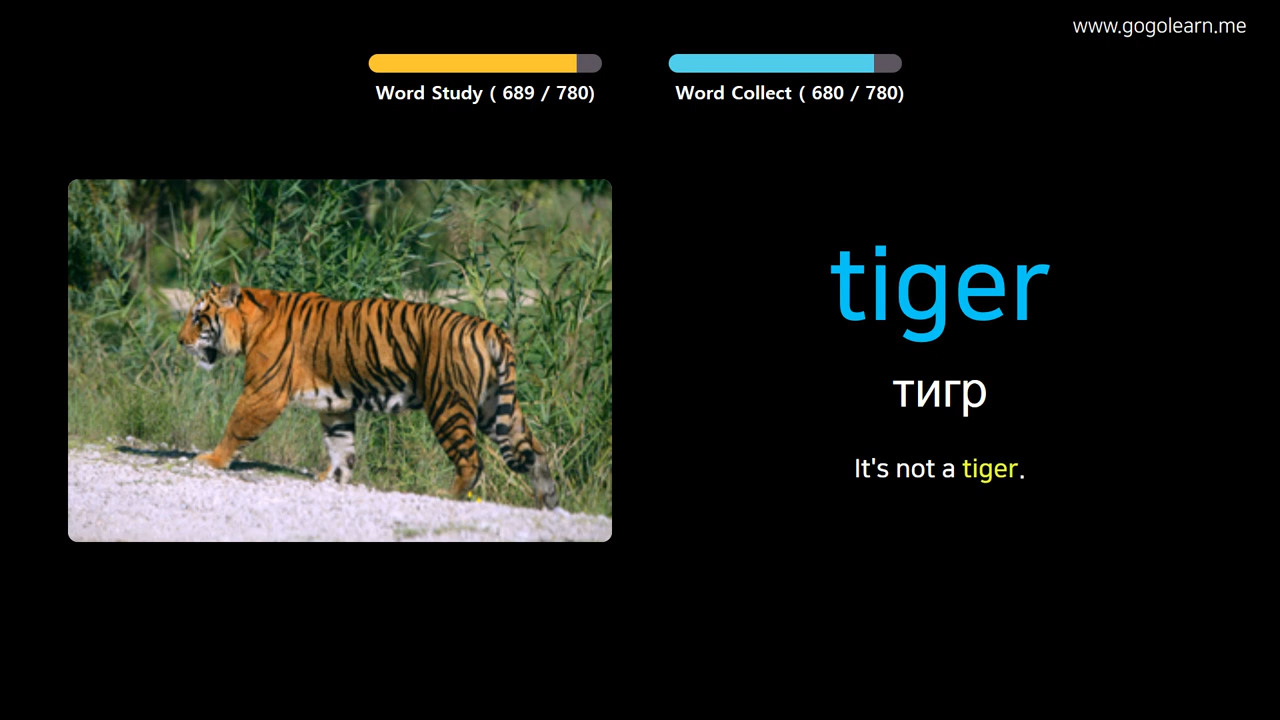 www.gogolearn.me
Word Study ( 689 / 780)
Word Collect ( 680 / 780)
tiger
тигр
It's not a tiger.